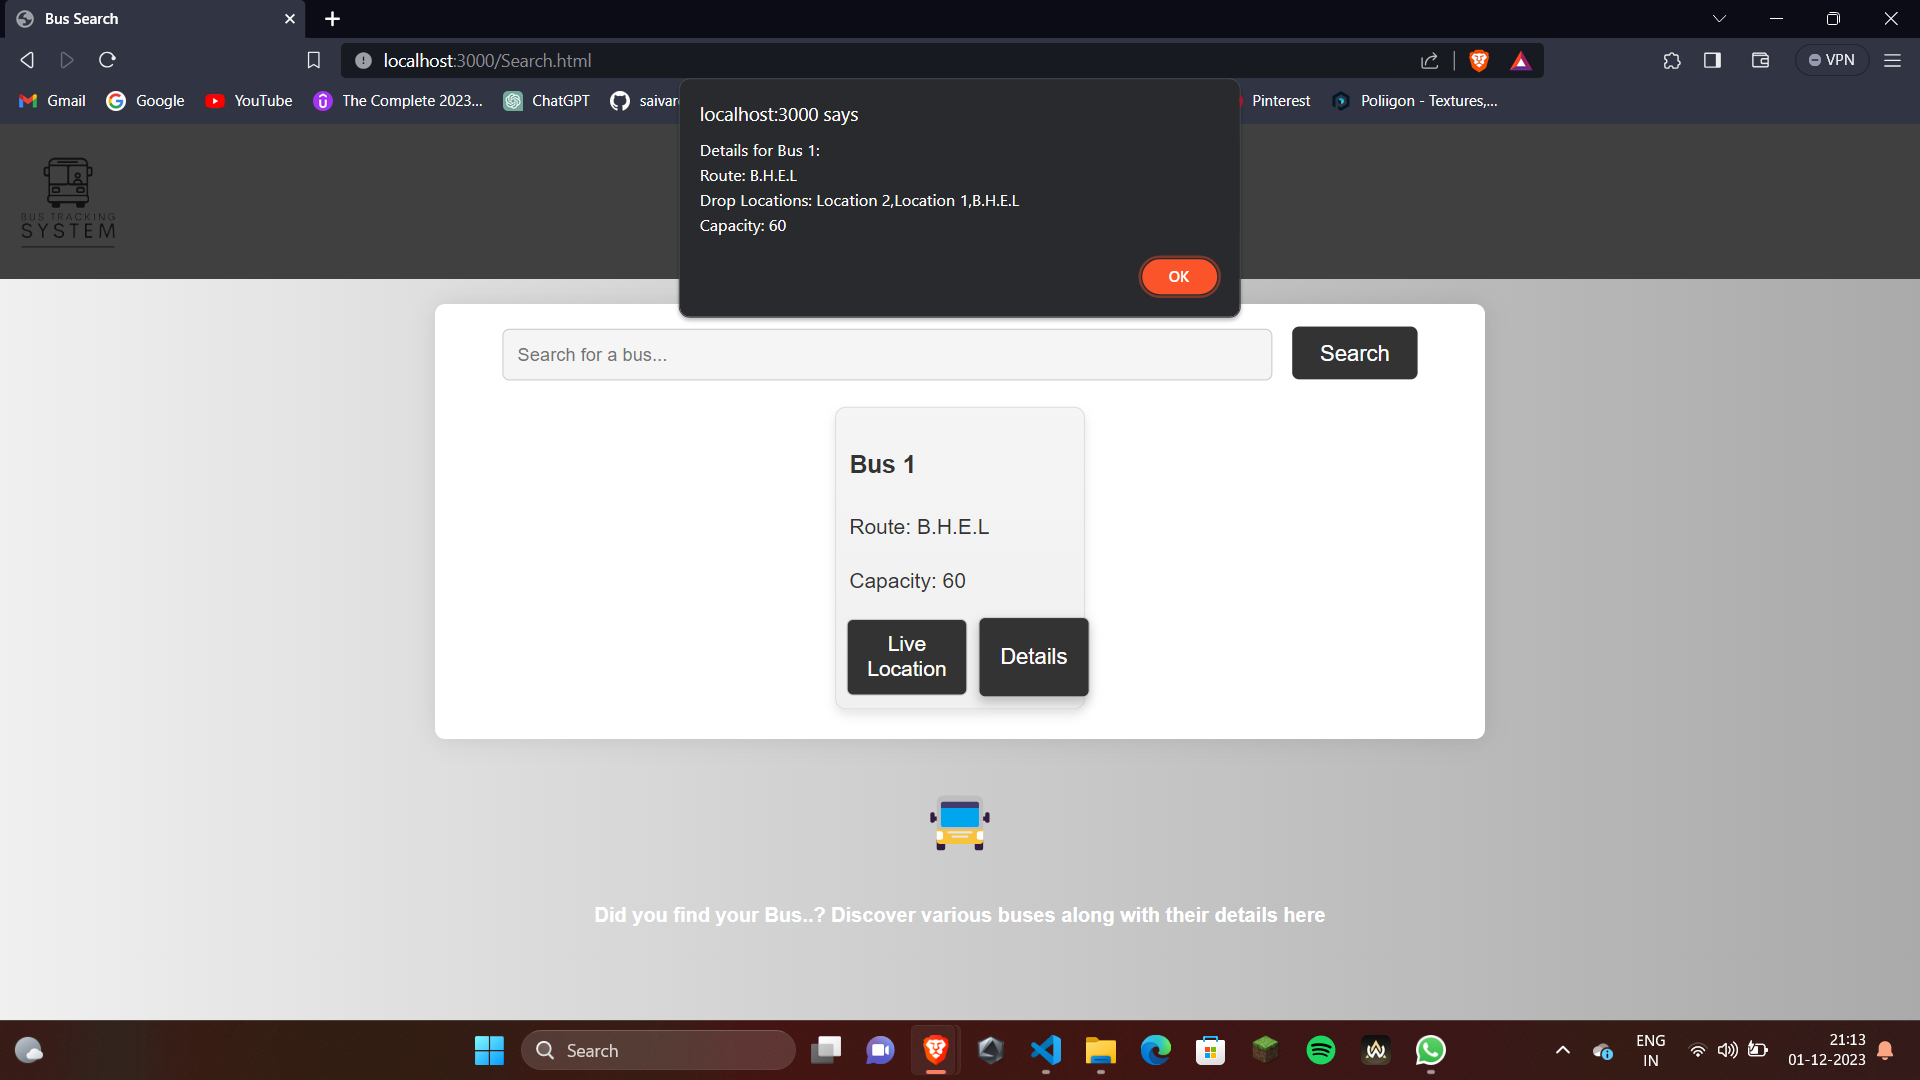 Bus Search
localhost:3000/Search.html
VPN
Gmail
Google
YouTube
The Complete 2023...
ChatGPT
Pinterest
Poliigon - Textures,...
localhost:3000 says
Details for Bus 1:
Route: B.H.E.L
Drop Locations: Location 2,Location 1,B.H.E.L
Capacity: 60
OK
BUS TRACKING
SYSTEM
Search for a bus...
Search
Bus 1
Route: B.H.E.L
Capacity: 60
Live
Location
Details
Did you find your Bus..? Discover various buses along with their details here
Search
ENG
IN
21:13
01-12-2023